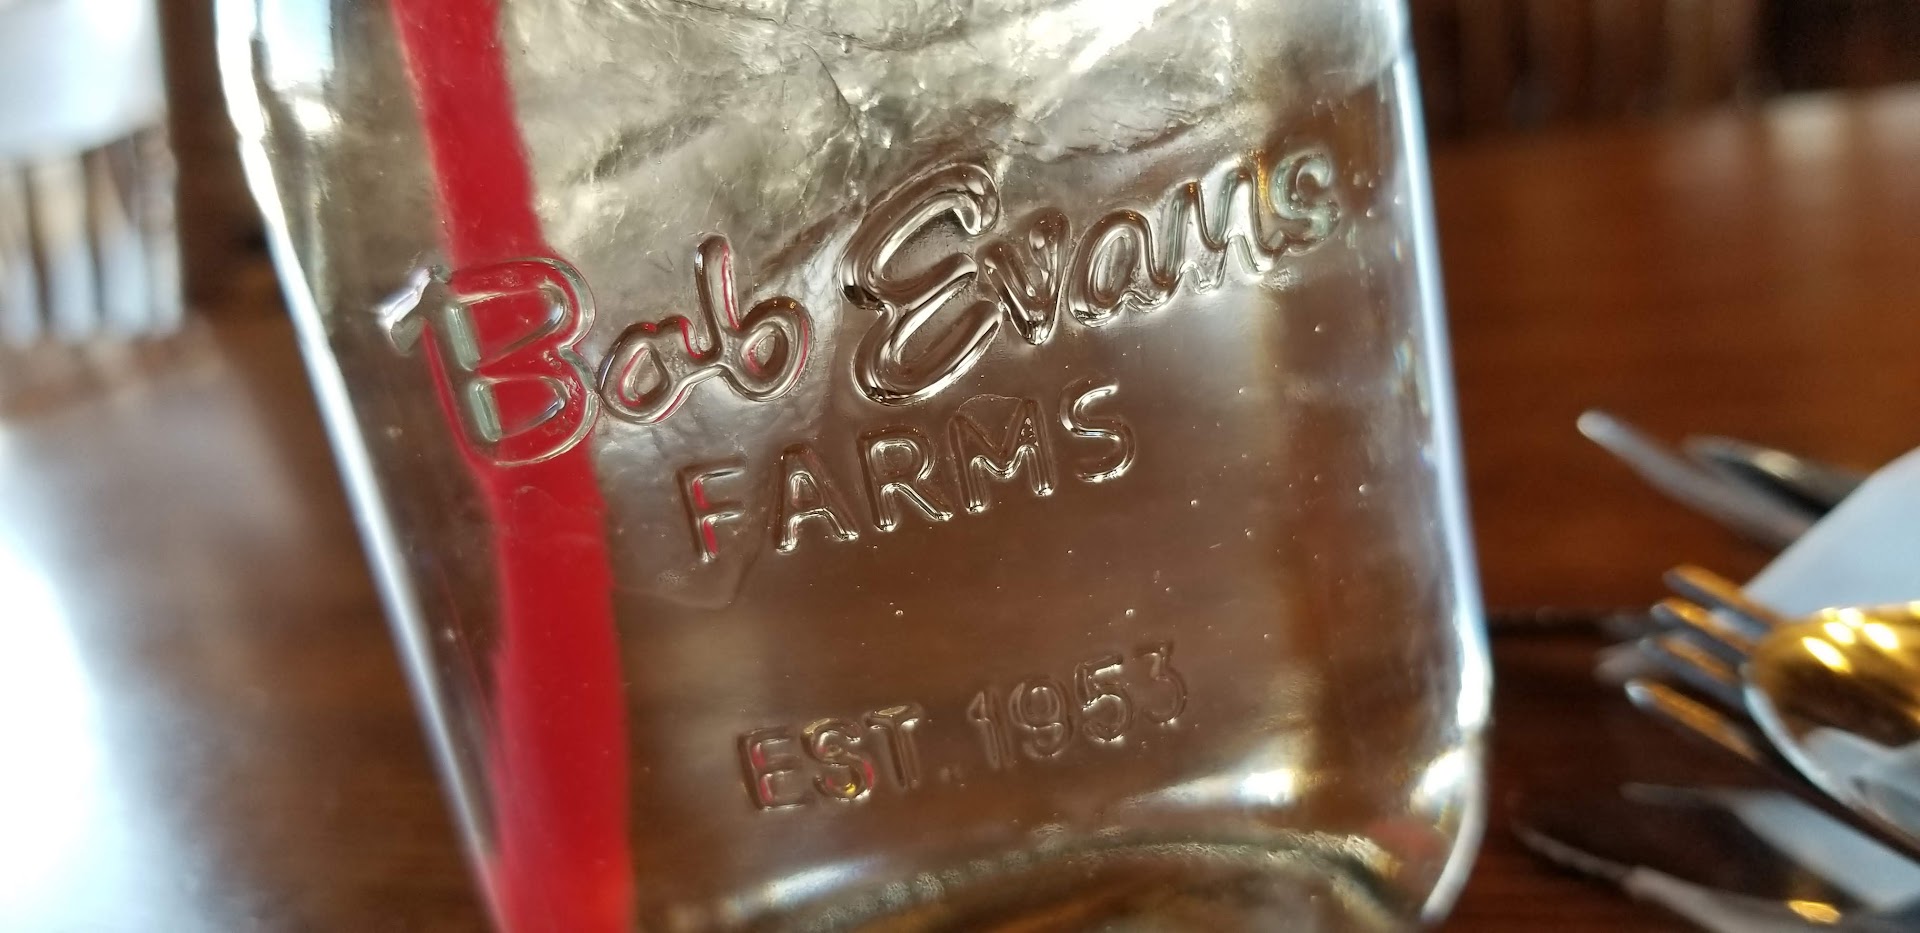 Bob Evans
FARMS
EST. 1953